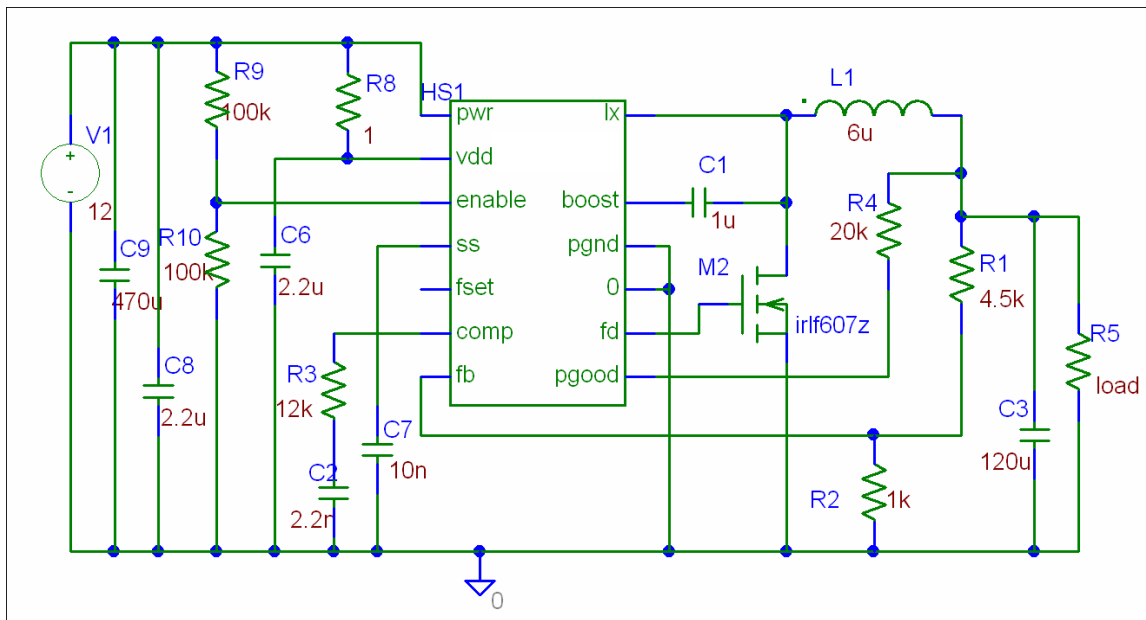 V1
+
-
12
C9
470u
C8
2.2u
R9
100k
R10
100k
C6
2.2u
R8
1
R3
12k
C2
2.2n
C7
10n
HS1
pwr
vdd
enable
ss
fset
comp
fb
lx
boost
pgnd
0
fd
pgood
C1
1u
M2
irlf607z
L1
6u
R4
20k
R1
4.5k
R2
1k
C3
120u
R5
load
0